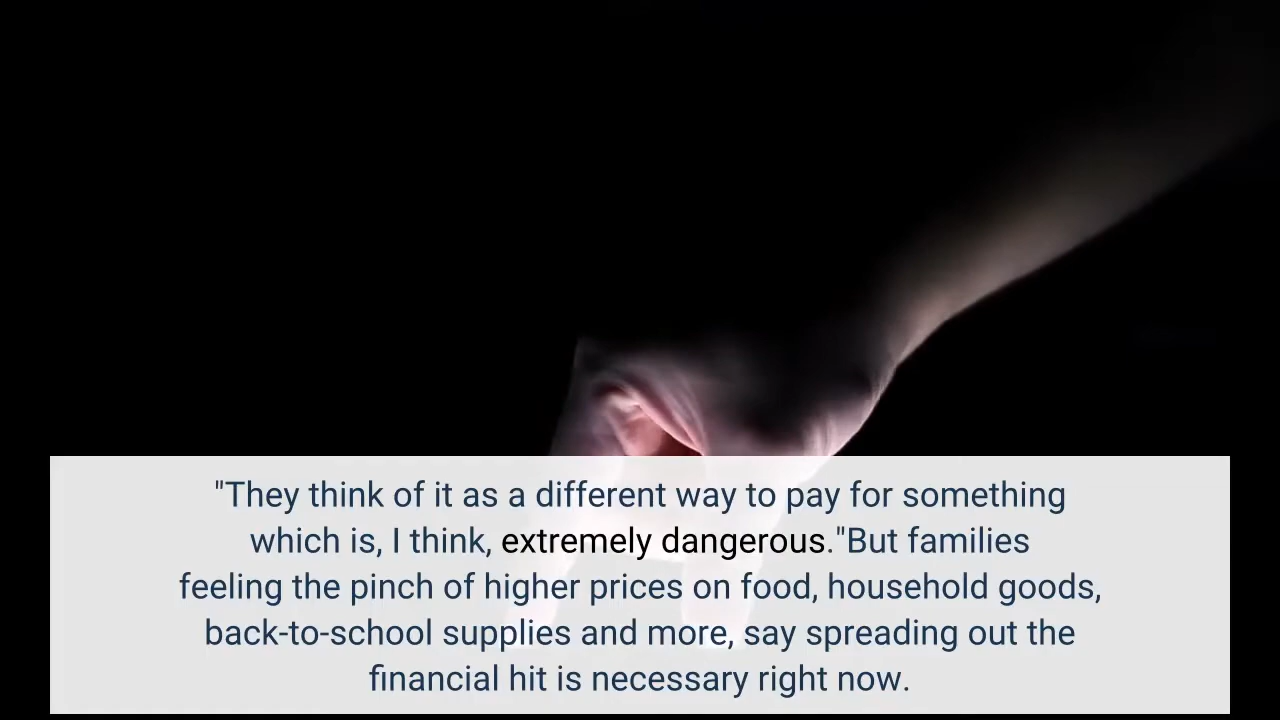 "They think of it as a different way to pay for something
which is, I think, extremely dangerous."But families
feeling the pinch of higher prices on food, household goods,
back-to-school supplies and more, say spreading out the
financial hit is necessary right now.